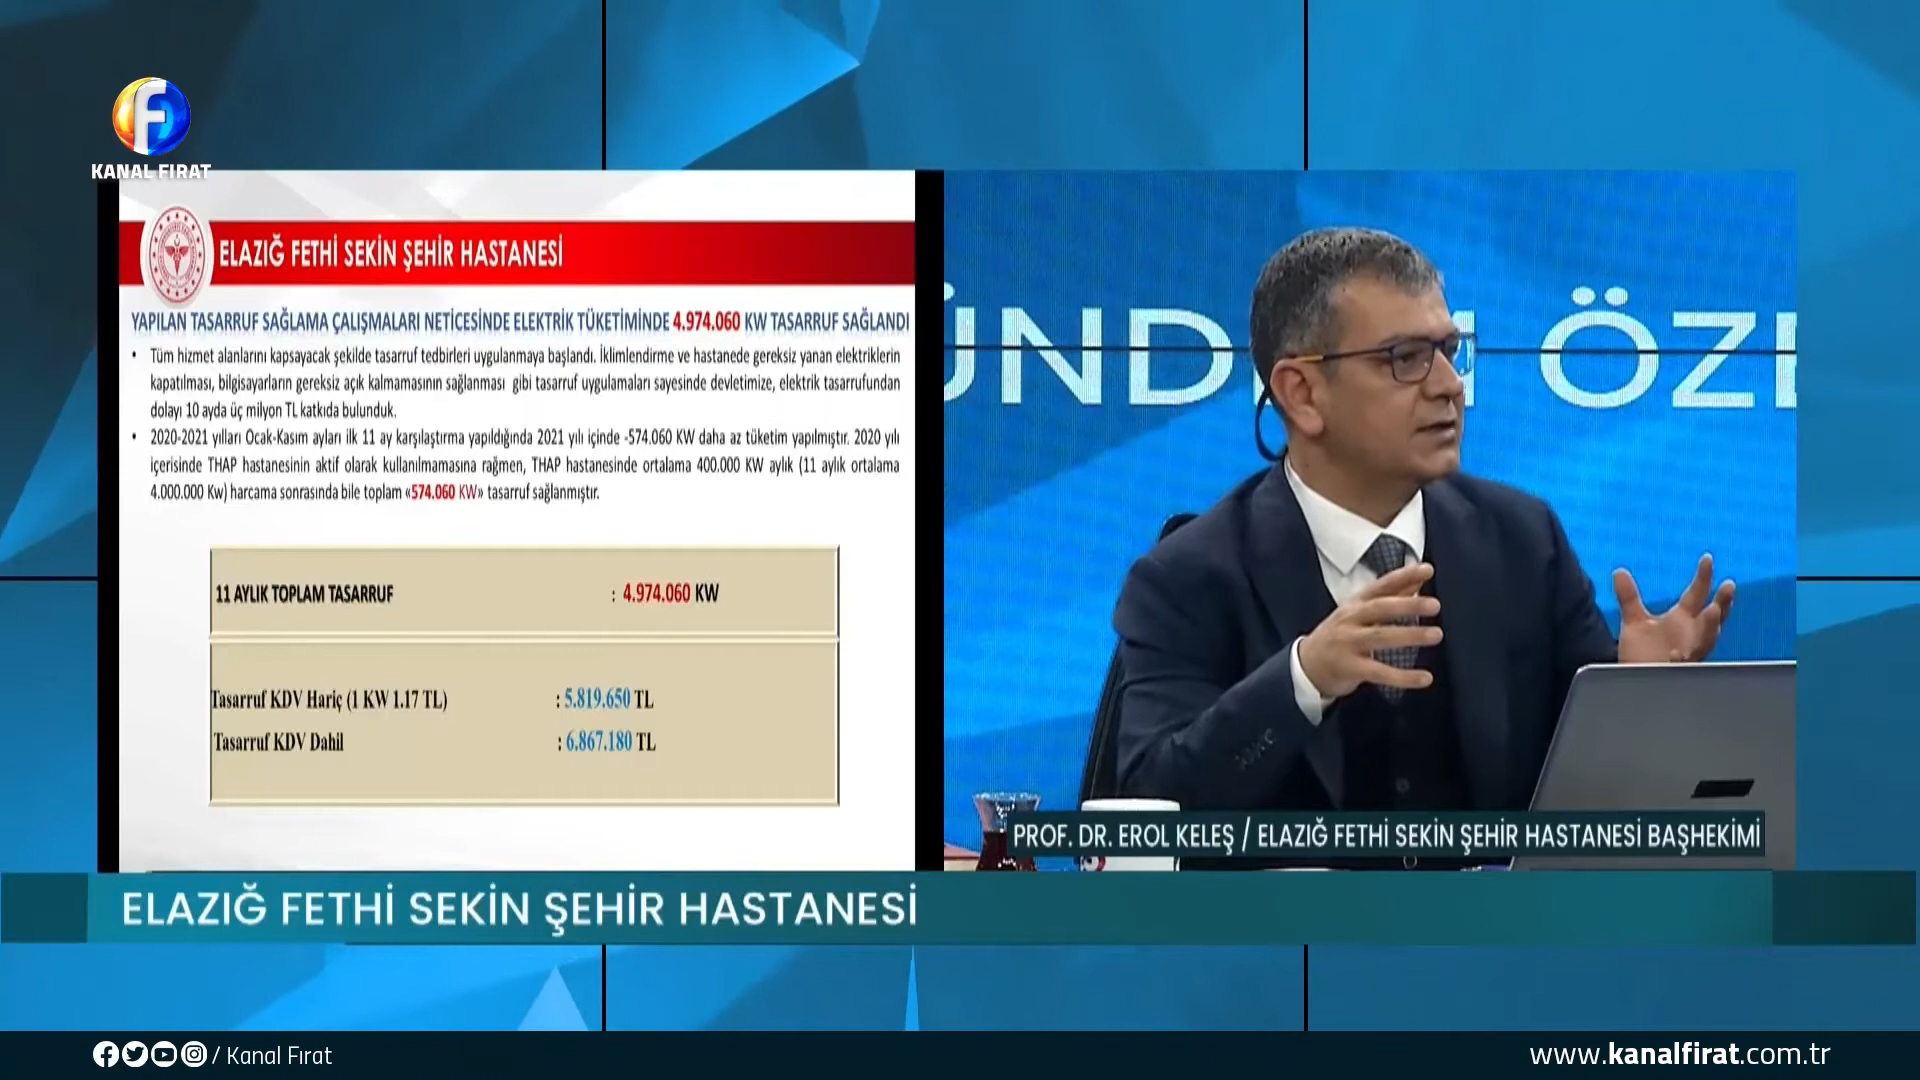 KANAL FIRAT
ELAZIĞ FETHİ SEKİN ŞEHİR HASTANESİ
YAPILAN TASARRUF SAĞLAMA ÇALIŞMALARI NETİCESİNDE ELEKTRİK TÜKETİMİNDE 4.974.060 KW TASARRUF SAĞLANDI
• Tüm hizmet alanlarını kapsayacak şekilde tasarruf tedbirleri uygulanmaya başlandı. İklimlendirme ve hastanede gereksiz yanan elektriklerin
kapatılması, bilgisayarların gereksiz açık kalmamasının sağlanması gibi tasarruf uygulamaları sayesinde devletimize, elektrik tasarrufundan
dolayı 10 ayda üç milyon TL katkıda bulunduk.
• 2020-2021 yılları Ocak-Kasım ayları ilk 11 ay karşılaştırma yapıldığında 2021 yılı içinde -574.060 KW daha az tüketim yapılmıştır. 2020 yılı
içerisinde THAP hastanesinin aktif olarak kullanılmamasına rağmen, THAP hastanesinde ortalama 400.000 KW aylık (11 aylık ortalama
4.000.000 Kw) harcama sonrasında bile toplam «574.060 KW» tasarruf sağlanmıştır.
11 AYLIK TOPLAM TASARRUF : 4.974.060 KW
Tasarruf KDV Hariç (1 KW 1.17 TL) : 5.819.650 TL
Tasarruf KDV Dahil : 6.867.180 TL
ÜNDEM ÖZE
PROF. DR. EROL KELEŞ / ELAZIĞ FETHİ SEKİN ŞEHİR HASTANESİ BAŞHEKİMİ
ELAZIĞ FETHİ SEKİN ŞEHİR HASTANESİ
/ Kanal Fırat
www.kanalfirat.com.tr